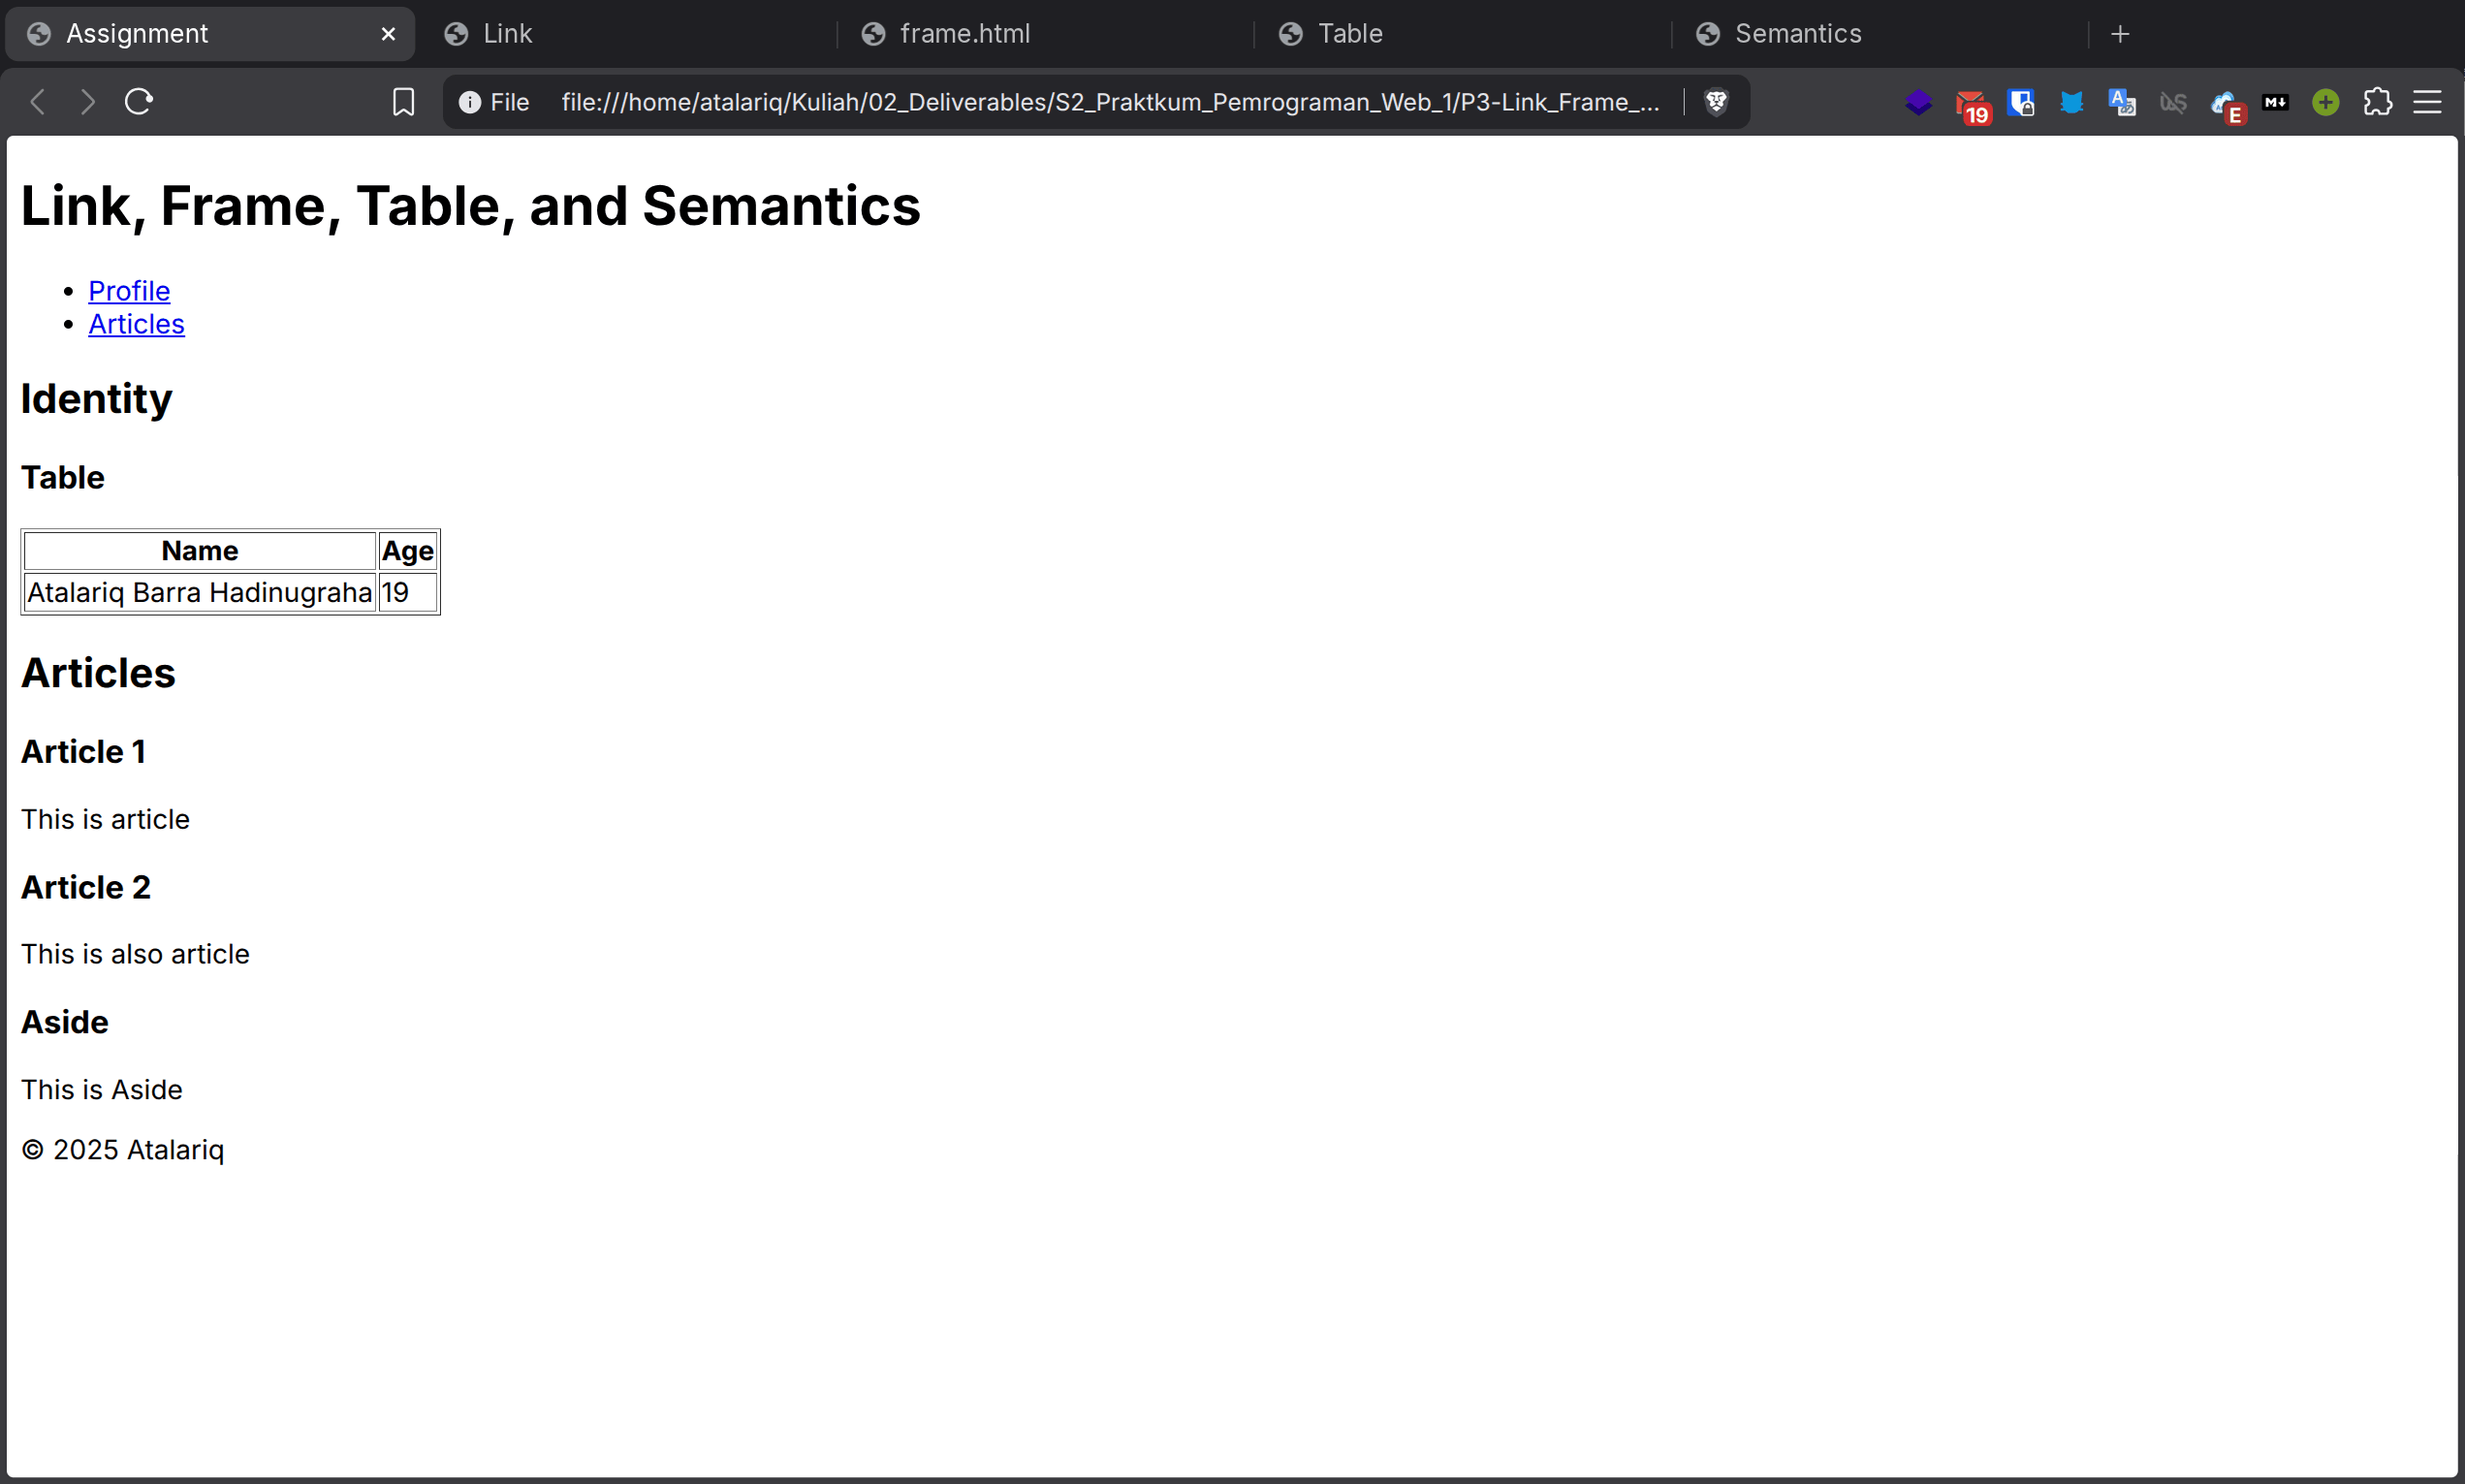 Assignment
Link
frame.html
Table
Semantics
File file:///home/atalariq/Kuliah/02_Deliverables/S2_Praktkum_Pemrograman_Web_1/P3-Link_Frame_...
19
E
Link, Frame, Table, and Semantics
• Profile
• Articles
Identity
Table
Name Age
Atalariq Barra Hadinugraha 19
Articles
Article 1
This is article
Article 2
This is also article
Aside
This is Aside
© 2025 Atalariq